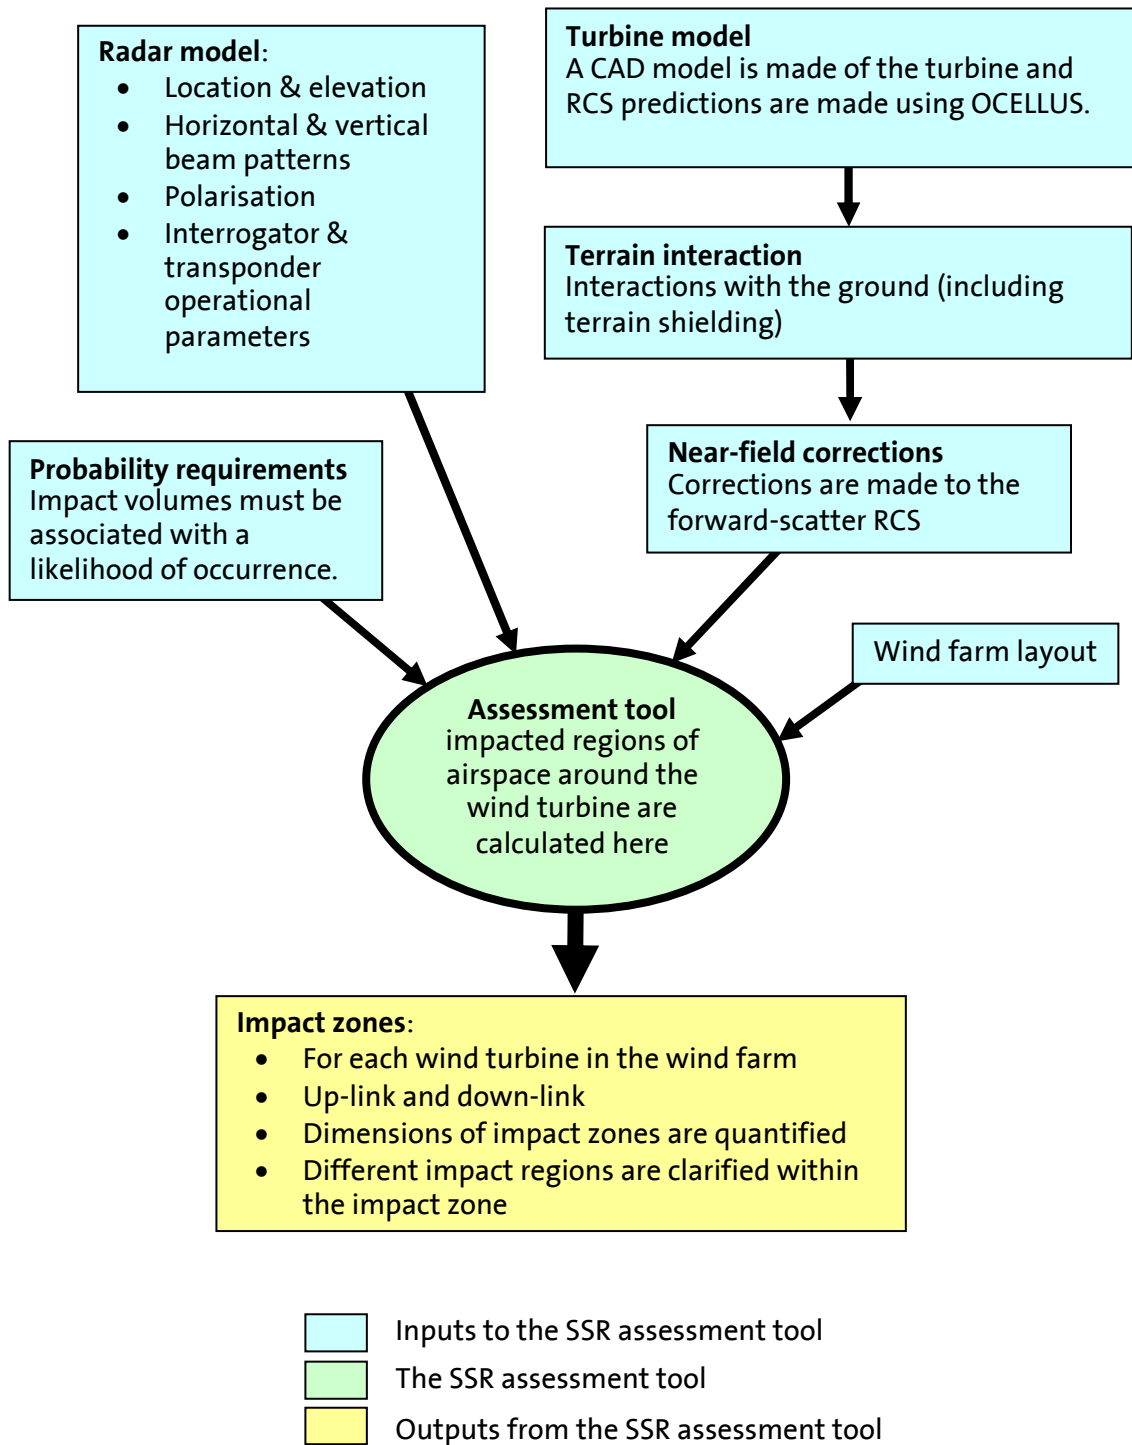 Radar model:
• Location & elevation
• Horizontal & vertical
beam patterns
• Polarisation
• Interrogator &
transponder
operational
parameters
Turbine model
A CAD model is made of the turbine and
RCS predictions are made using OCELLUS.
Terrain interaction
Interactions with the ground (including
terrain shielding)
Probability requirements
Impact volumes must be
associated with a
likelihood of occurrence.
Near-field corrections
Corrections are made to the
forward-scatter RCS
Wind farm layout
Assessment tool
impacted regions of
airspace around the
wind turbine are
calculated here
Impact zones:
• For each wind turbine in the wind farm
• Up-link and down-link
• Dimensions of impact zones are quantified
• Different impact regions are clarified within
the impact zone
Inputs to the SSR assessment tool
The SSR assessment tool
Outputs from the SSR assessment tool